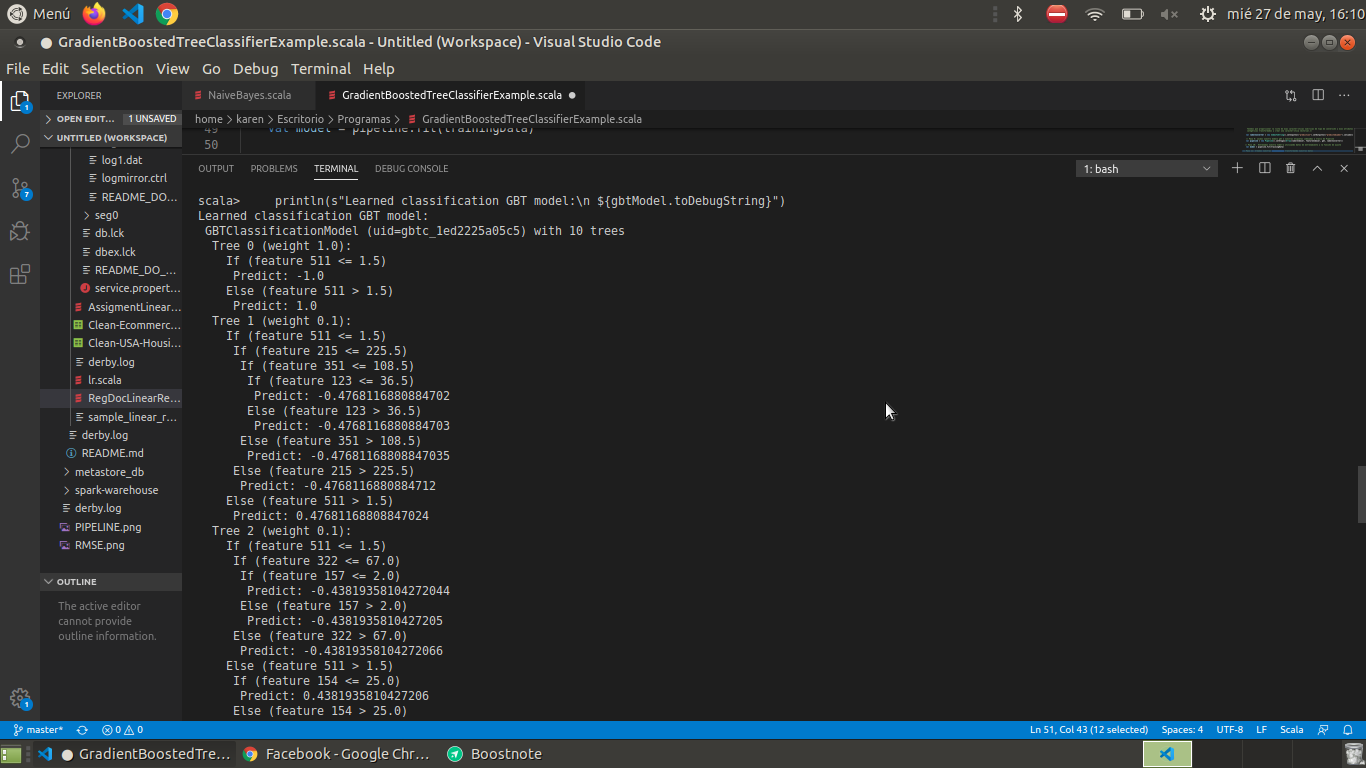 Menú
mié 27 de may, 16:10
● GradientBoostedTreeClassifierExample.scala - Untitled (Workspace) - Visual Studio Code
File Edit Selection View Go Debug Terminal Help
EXPLORER
NaiveBayes.scala
GradientBoostedTreeClassifierExample.scala ●
OPEN EDIT... 1 UNSAVED
home > karen > Escritorio > Programas > GradientBoostedTreeClassifierExample.scala
UNTITLED (WORKSPACE)
49 val model = pipeline.fit(trainingData)
50
log1.dat
logmirror.ctrl
README_DO...
seg0
db.lck
dbex.lck
README_DO_...
service.propert...
AssigmentLinear...
Clean-Ecommerc...
Clean-USA-Housi...
derby.log
lr.scala
RegDocLinearRe...
sample_linear_r...
derby.log
README.md
metastore_db
spark-warehouse
derby.log
PIPELINE.png
RMSE.png
OUTLINE
The active editor
cannot provide
outline information.
1
7
1
OUTPUT PROBLEMS TERMINAL DEBUG CONSOLE
1: bash
scala> println(s"Learned classification GBT model:\n ${gbtModel.toDebugString}")
Learned classification GBT model:
GBTClassificationModel (uid=gbtc_1ed2225a05c5) with 10 trees
Tree 0 (weight 1.0):
If (feature 511 <= 1.5)
Predict: -1.0
Else (feature 511 > 1.5)
Predict: 1.0
Tree 1 (weight 0.1):
If (feature 511 <= 1.5)
If (feature 215 <= 225.5)
If (feature 351 <= 108.5)
If (feature 123 <= 36.5)
Predict: -0.4768116880884702
Else (feature 123 > 36.5)
Predict: -0.4768116880884703
Else (feature 351 > 108.5)
Predict: -0.47681168808847035
Else (feature 215 > 225.5)
Predict: -0.4768116880884712
Else (feature 511 > 1.5)
Predict: 0.47681168808847024
Tree 2 (weight 0.1):
If (feature 511 <= 1.5)
If (feature 322 <= 67.0)
If (feature 157 <= 2.0)
Predict: -0.43819358104272044
Else (feature 157 > 2.0)
Predict: -0.4381935810427205
Else (feature 322 > 67.0)
Predict: -0.43819358104272066
Else (feature 511 > 1.5)
If (feature 154 <= 25.0)
Predict: 0.4381935810427206
Else (feature 154 > 25.0)
master* 0 0
Ln 51, Col 43 (12 selected) Spaces: 4 UTF-8 LF Scala
● GradientBoostedTre...
Facebook - Google Chr...
Boostnote